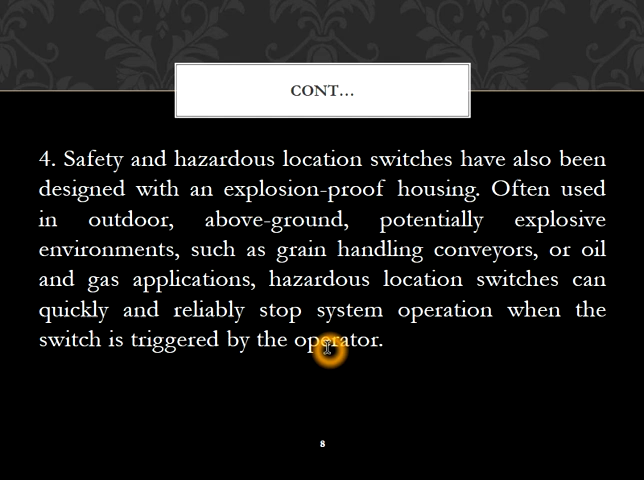 CONT...
4. Safety and hazardous location switches have also been
designed with an explosion-proof housing. Often used
in outdoor, above-ground, potentially explosive
environments, such as grain handling conveyors, or oil
and gas applications, hazardous location switches can
quickly and reliably stop system operation when the
switch is triggered by the operator.
8